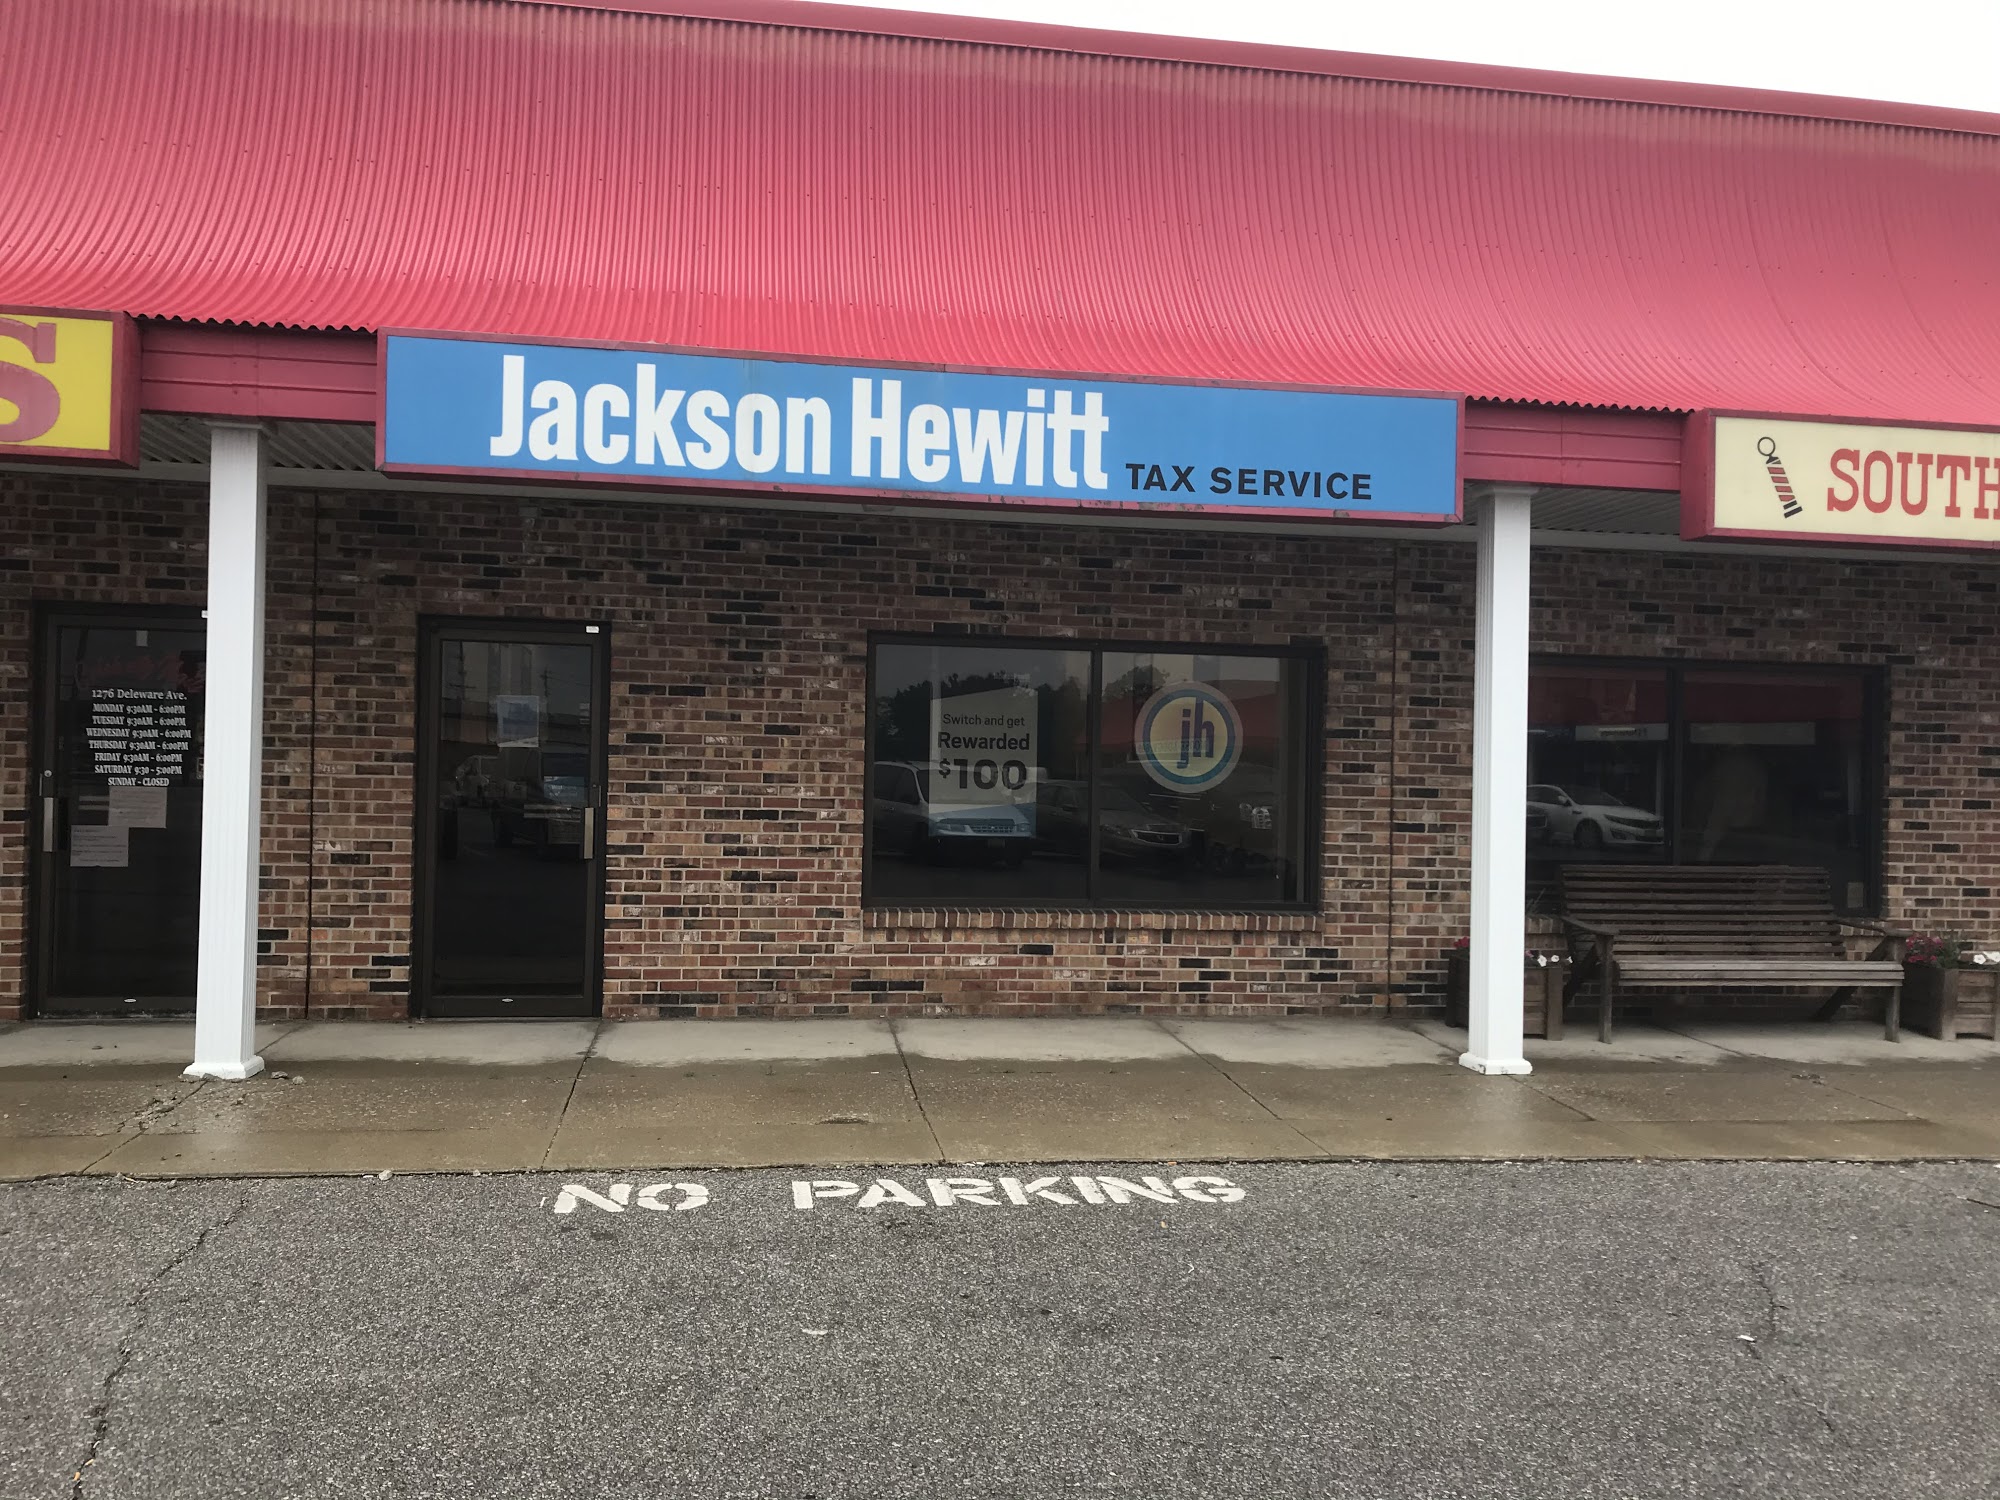 S
Jackson Hewitt TAX SERVICE
SOUTH
1276 Deleware Ave.
MONDAY 9:30AM - 6:00PM
TUESDAY 9:30AM - 6:00PM
WEDNESDAY 9:30AM - 6:00PM
THURSDAY 9:30AM - 6:00PM
FRIDAY 9:30AM - 6:00PM
SATURDAY 9:30 - 5:00PM
SUNDAY - CLOSED
Switch and get
Rewarded
$100
jh
NO PARKING